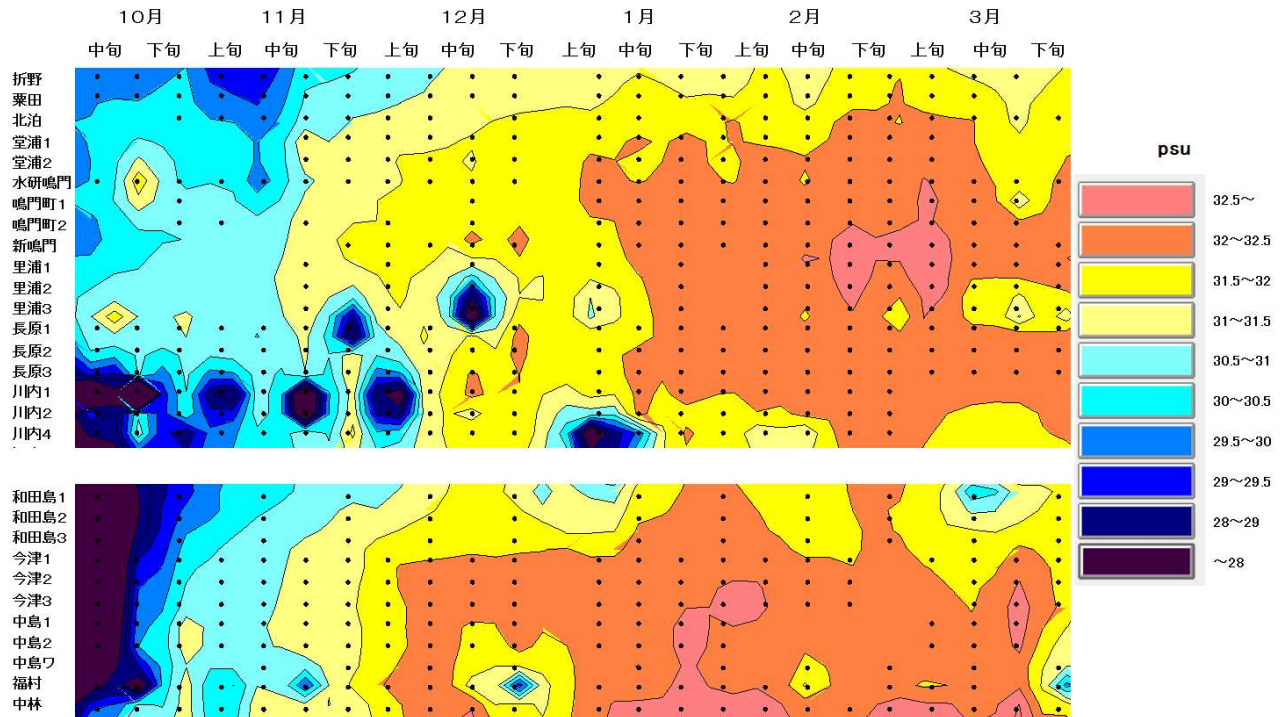 10月 11月 12月 1月 2月 3月
中旬 下旬 上旬 中旬 下旬 上旬 中旬 下旬 上旬 中旬 下旬 上旬 中旬 下旬 上旬 中旬 下旬
折野
粟田
北泊
堂浦1
堂浦2
水研鳴門
鳴門町1
鳴門町2
新鳴門
里浦1
里浦2
里浦3
長原1
長原2
長原3
川内1
川内2
川内4
和田島1
和田島2
和田島3
今津1
今津2
今津3
中島1
中島2
中島ワ
福村
中林
psu
32.5～
32～32.5
31.5～32
31～31.5
30.5～31
30～30.5
29.5～30
29～29.5
28～29
～28